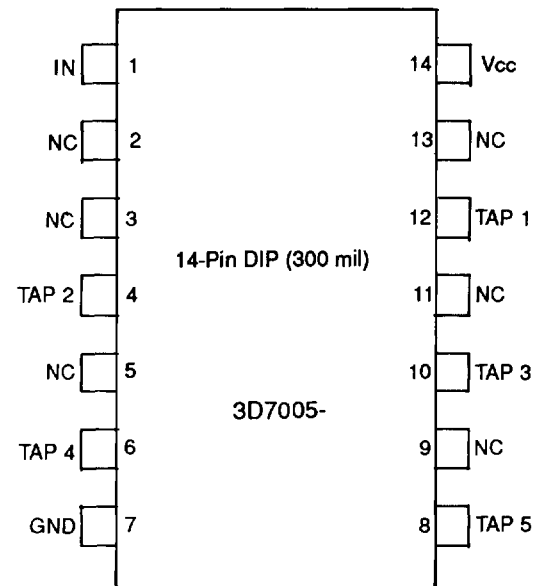 IN 1 14 Vcc
NC 2 13 NC
NC 3 12 TAP 1
14-Pin DIP (300 mil)
TAP 2 4 11 NC
NC 5 10 TAP 3
3D7005-
TAP 4 6 9 NC
GND 7 8 TAP 5